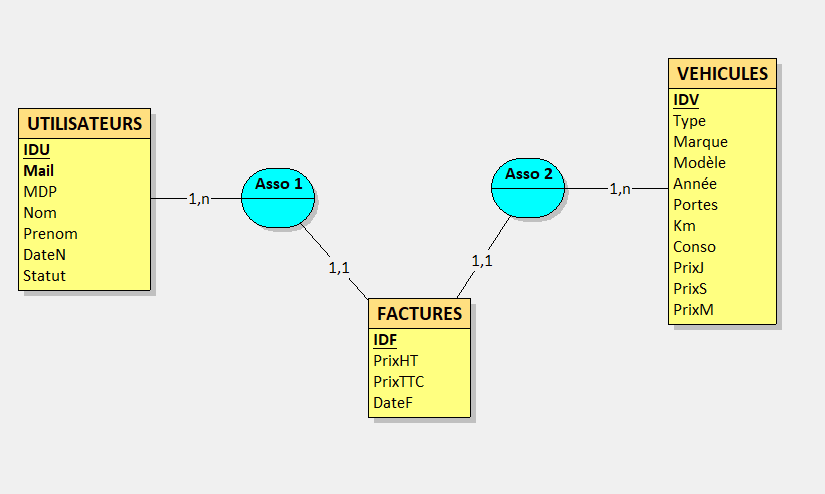 UTILISATEURS
IDU
Mail
MDP
Nom
Prenom
DateN
Statut
1,n
Asso 1
1,1
FACTURES
IDF
PrixHT
PrixTTC
DateF
1,1
Asso 2
1,n
VEHICULES
IDV
Type
Marque
Modèle
Année
Portes
Km
Conso
PrixJ
PrixS
PrixM